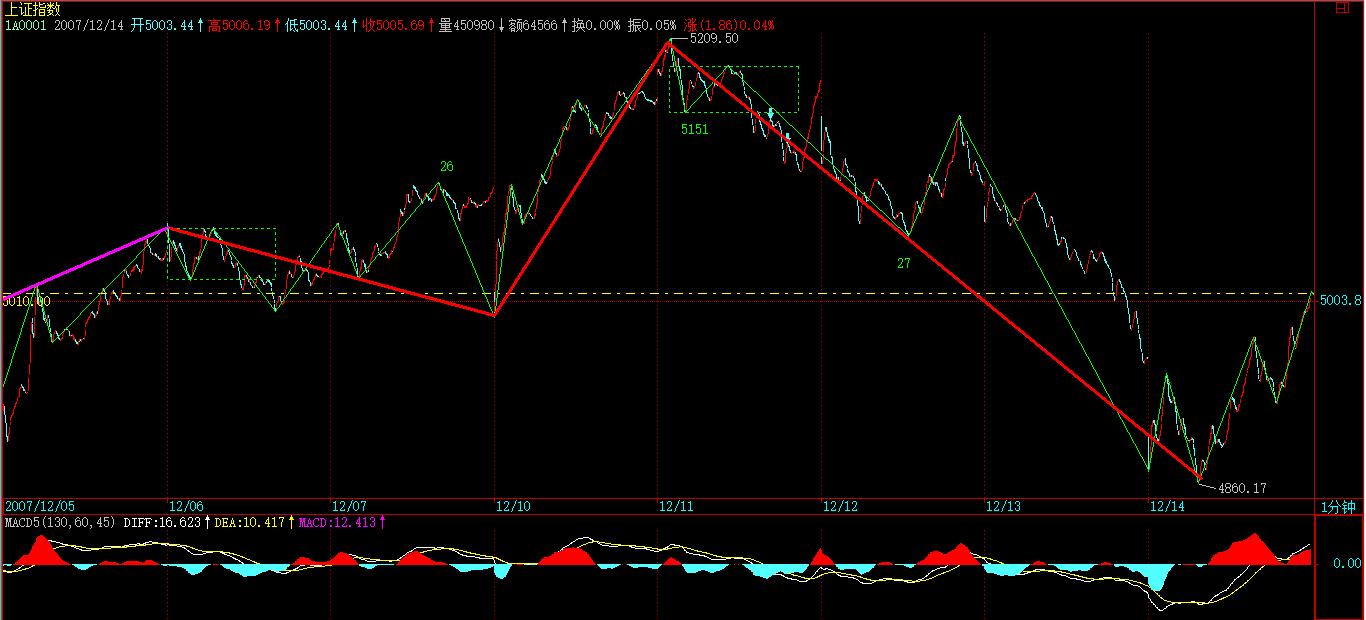 上证指数
1A0001 2007/12/14 开5003.44↑高5006.19↑低5003.44↑收5005.69↑量450980↓额64566↑换0.00% 振0.05% 涨(1.86)0.04%
5209.50
5151
26
27
5010.00
5003.8
4860.17
2007/12/05 12/06 12/07 12/10 12/11 12/12 12/13 12/14 1分钟
MACD5(130,60,45) DIFF:16.623↑DEA:10.417↑MACD:12.413↑
0.00